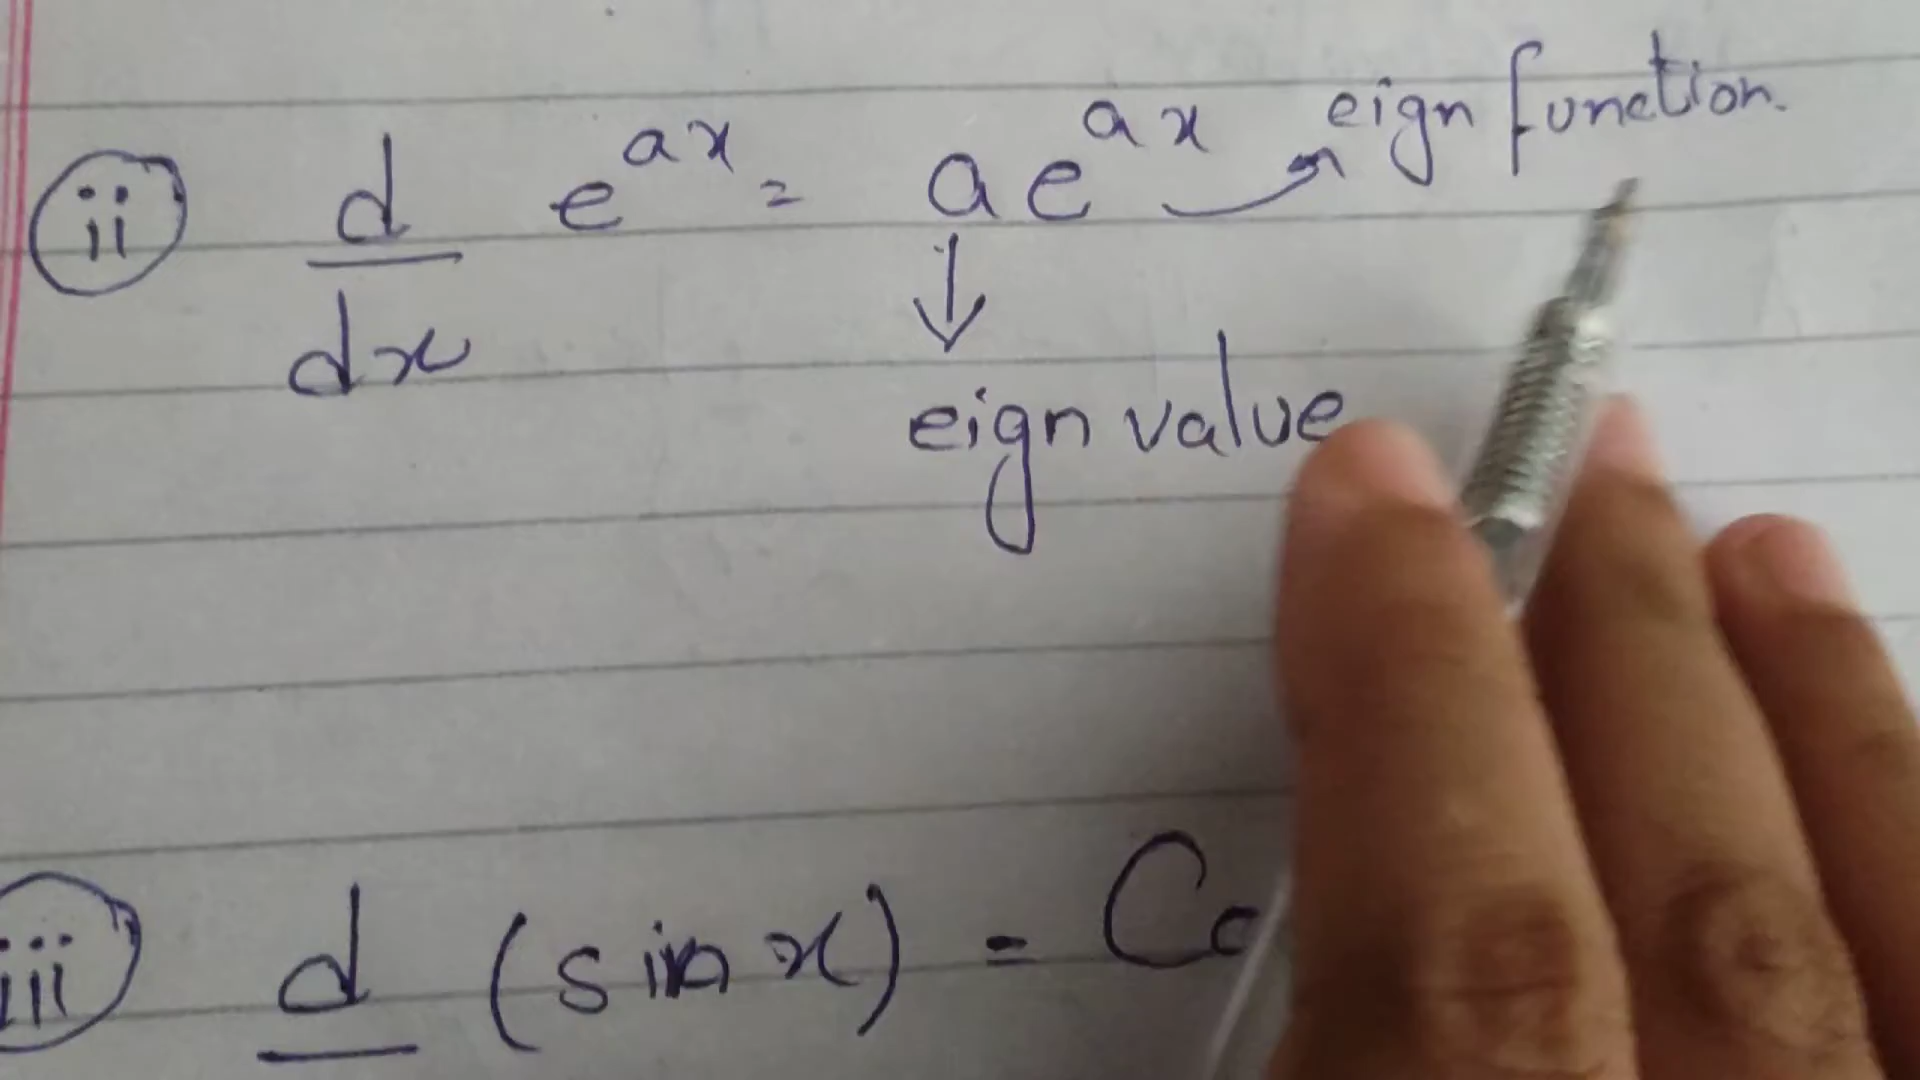 (ii) d/dx e^ax = a e^ax → eign function.
↓
eign value
(iii) d (sin x) = Co